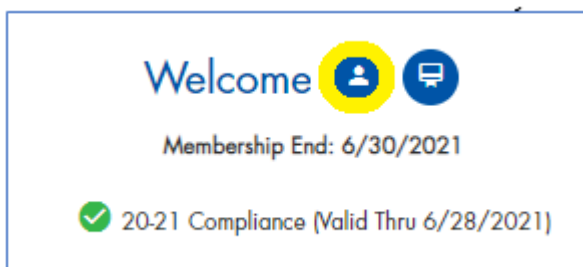 Welcome
Membership End: 6/30/2021
20-21 Compliance (Valid Thru 6/28/2021)